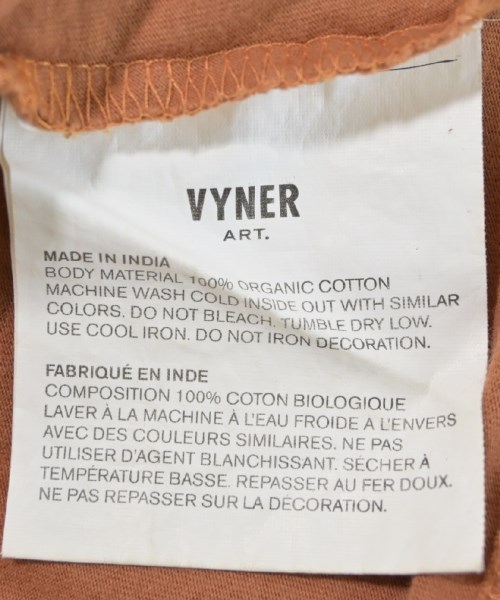 VYNER
ART.
MADE IN INDIA
BODY MATERIAL 100% ORGANIC COTTON
MACHINE WASH COLD INSIDE OUT WITH SIMILAR
COLORS. DO NOT BLEACH. TUMBLE DRY LOW.
USE COOL IRON. DO NOT IRON DECORATION.
FABRIQUÉ EN INDE
COMPOSITION 100% COTON BIOLOGIQUE
LAVER À LA MACHINE À L'EAU FROIDE A L'ENVERS
AVEC DES COULEURS SIMILAIRES. NE PAS
UTILISER D'AGENT BLANCHISSANT. SÉCHER À
TEMPÉRATURE BASSE. REPASSER AU FER DOUX.
NE PAS REPASSER SUR LA DÉCORATION.